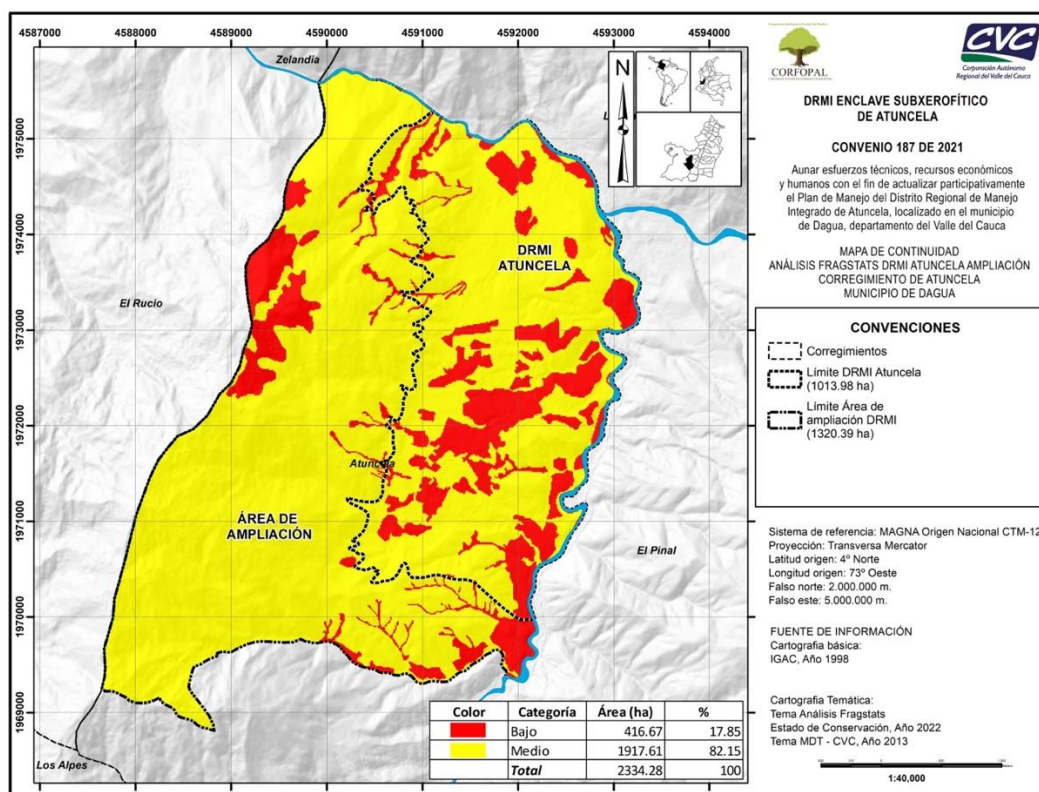 4587000 4588000 4589000 4590000 4591000 4592000 4593000 4594000
1975000
1974000
1973000
1972000
1971000
1970000
1969000
Zelandia
N
DRMI
ATUNCELA
El Rucio
Atuncela
ÁREA DE
AMPLIACIÓN
El Pinal
Los Alpes
Color Categoría Área (ha) %
Bajo 416.67 17.85
Medio 1917.61 82.15
Total 2334.28 100
CORFOPAL
CVC
Corporación Autónoma
Regional del Valle del Cauca
DRMI ENCLAVE SUBXEROFÍTICO
DE ATUNCELA
CONVENIO 187 DE 2021
Aunar esfuerzos técnicos, recursos económicos
y humanos con el fin de actualizar participativamente
el Plan de Manejo del Distrito Regional de Manejo
Integrado de Atuncela, localizado en el municipio
de Dagua, departamento del Valle del Cauca
MAPA DE CONTINUIDAD
ANÁLISIS FRAGSTATS DRMI ATUNCELA AMPLIACIÓN
CORREGIMIENTO DE ATUNCELA
MUNICIPIO DE DAGUA
CONVENCIONES
Corregimientos
Límite DRMI Atuncela
(1013.98 ha)
Límite Área de
ampliación DRMI
(1320.39 ha)
Sistema de referencia: MAGNA Origen Nacional CTM-12
Proyección: Transversa Mercator
Latitud origen: 4º Norte
Longitud origen: 73º Oeste
Falso norte: 2.000.000 m.
Falso este: 5.000.000 m.
FUENTE DE INFORMACIÓN
Cartografía básica:
IGAC, Año 1998
Cartografía Temática:
Tema Análisis Fragstats
Estado de Conservación, Año 2022
Tema MDT - CVC, Año 2013
1:40,000